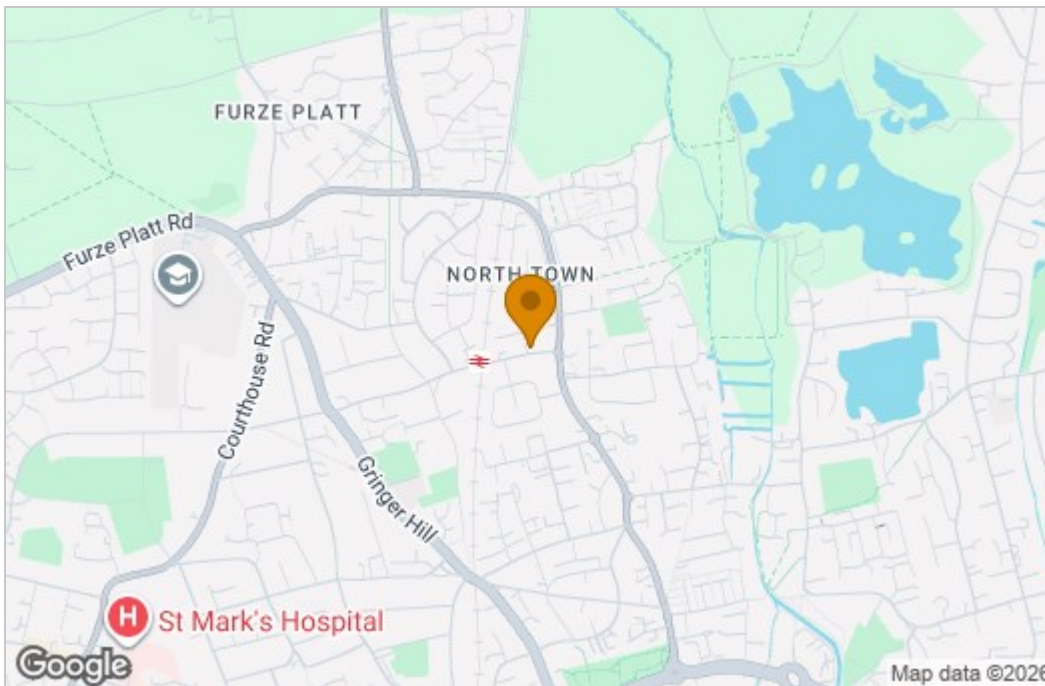 FURZE PLATT
Furze Platt Rd
NORTH TOWN
Courthouse Rd
Gringer Hill
H St Mark's Hospital
Google
Map data ©2026